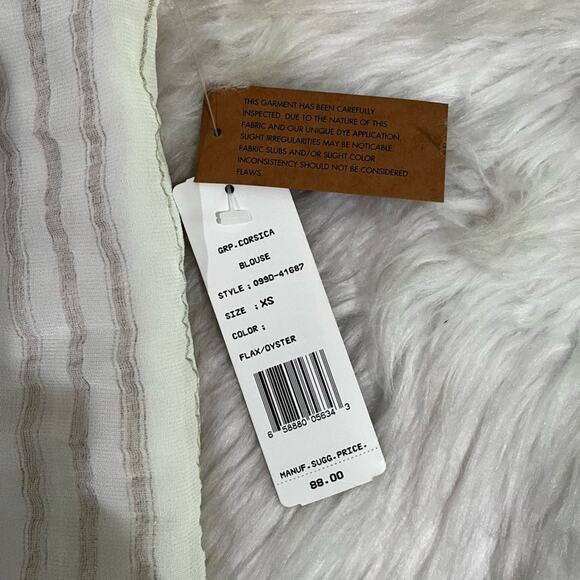 THIS GARMENT HAS BEEN CAREFULLY
INSPECTED, DUE TO THE NATURE OF THIS
FABRIC AND OUR UNIQUE DYE APPLICATION,
SLIGHT IRREGULARITIES MAY BE NOTICABLE.
FABRIC SLUBS AND/OR SLIGHT COLOR
INCONSISTENCY SHOULD NOT BE CONSIDERED
FLAWS.
GRP.CORSICA
BLOUSE
STYLE : 099D-41687
SIZE : XS
COLOR :
FLAX/OYSTER
6 58880 05634 3
MANUF.SUGG.PRICE.
88.00